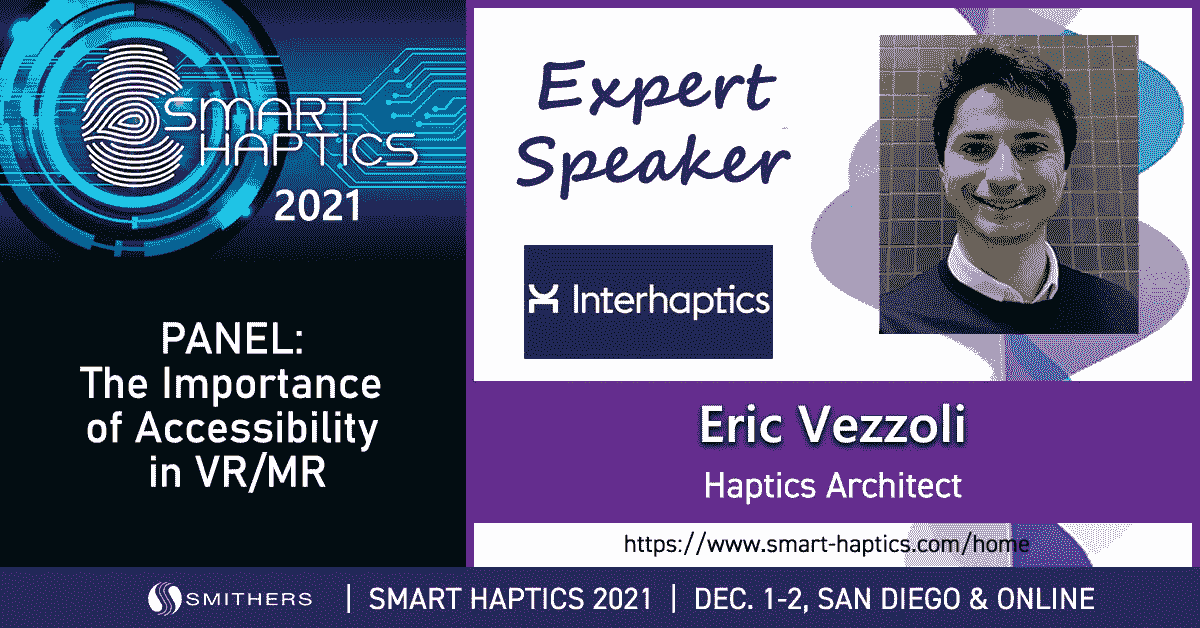 SMART
HAPTICS
2021
PANEL:
The Importance
of Accessibility
in VR/MR
Expert
Speaker
Interhaptics
Eric Vezzoli
Haptics Architect
https://www.smart-haptics.com/home
SMITHERS | SMART HAPTICS 2021 | DEC. 1-2, SAN DIEGO & ONLINE